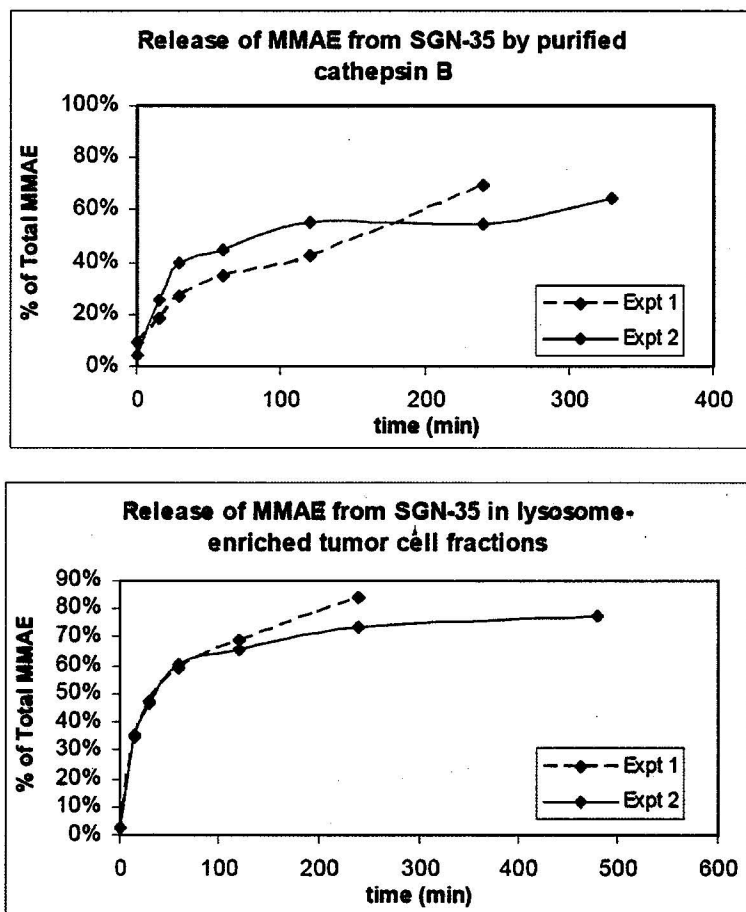 Release of MMAE from SGN-35 by purified
cathepsin B
% of Total MMAE
100%
80%
60%
40%
20%
0%
0 100 200 300 400
time (min)
Expt 1
Expt 2
Release of MMAE from SGN-35 in lysosome-
enriched tumor cell fractions
% of Total MMAE
90%
80%
70%
60%
50%
40%
30%
20%
10%
0%
0 100 200 300 400 500 600
time (min)
Expt 1
Expt 2